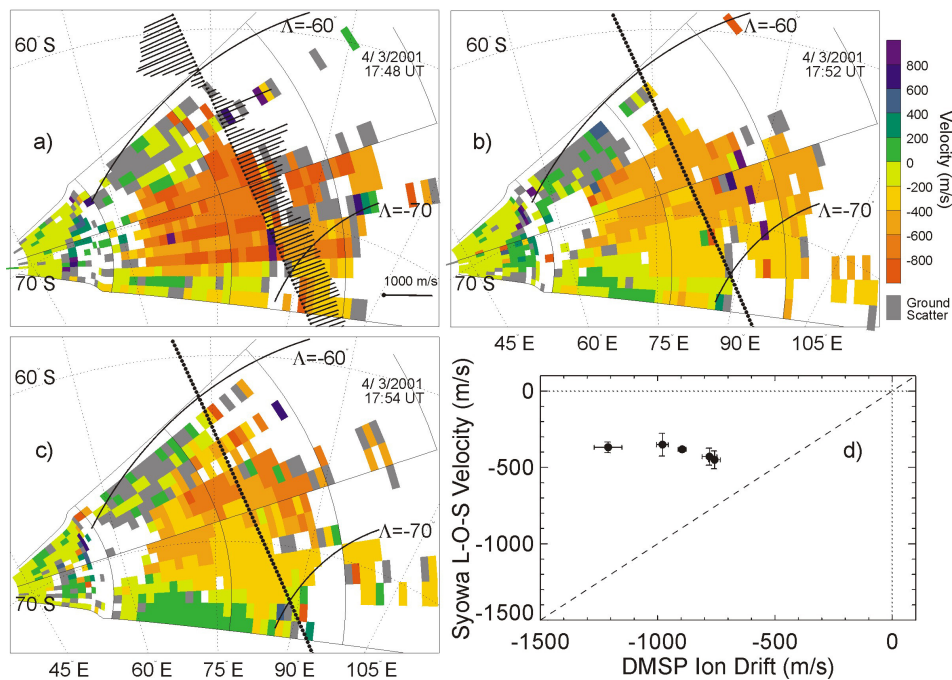 a)
60° S
Λ=-60°
4/ 3/2001
17:48 UT
Λ=-70°
70° S
1000 m/s
b)
60° S
Λ=-60°
4/ 3/2001
17:52 UT
Λ=-70°
70° S
45° E 60° E 75° E 90° E 105° E
800
600
400
200
0
-200
-400
-600
-800
Velocity (m/s)
Ground
Scatter
c)
60° S
Λ=-60°
4/ 3/2001
17:54 UT
Λ=-70°
70° S
45° E 60° E 75° E 90° E 105° E
d)
Syowa L-O-S Velocity (m/s)
0
-500
-1000
-1500
-1500 -1000 -500 0
DMSP Ion Drift (m/s)